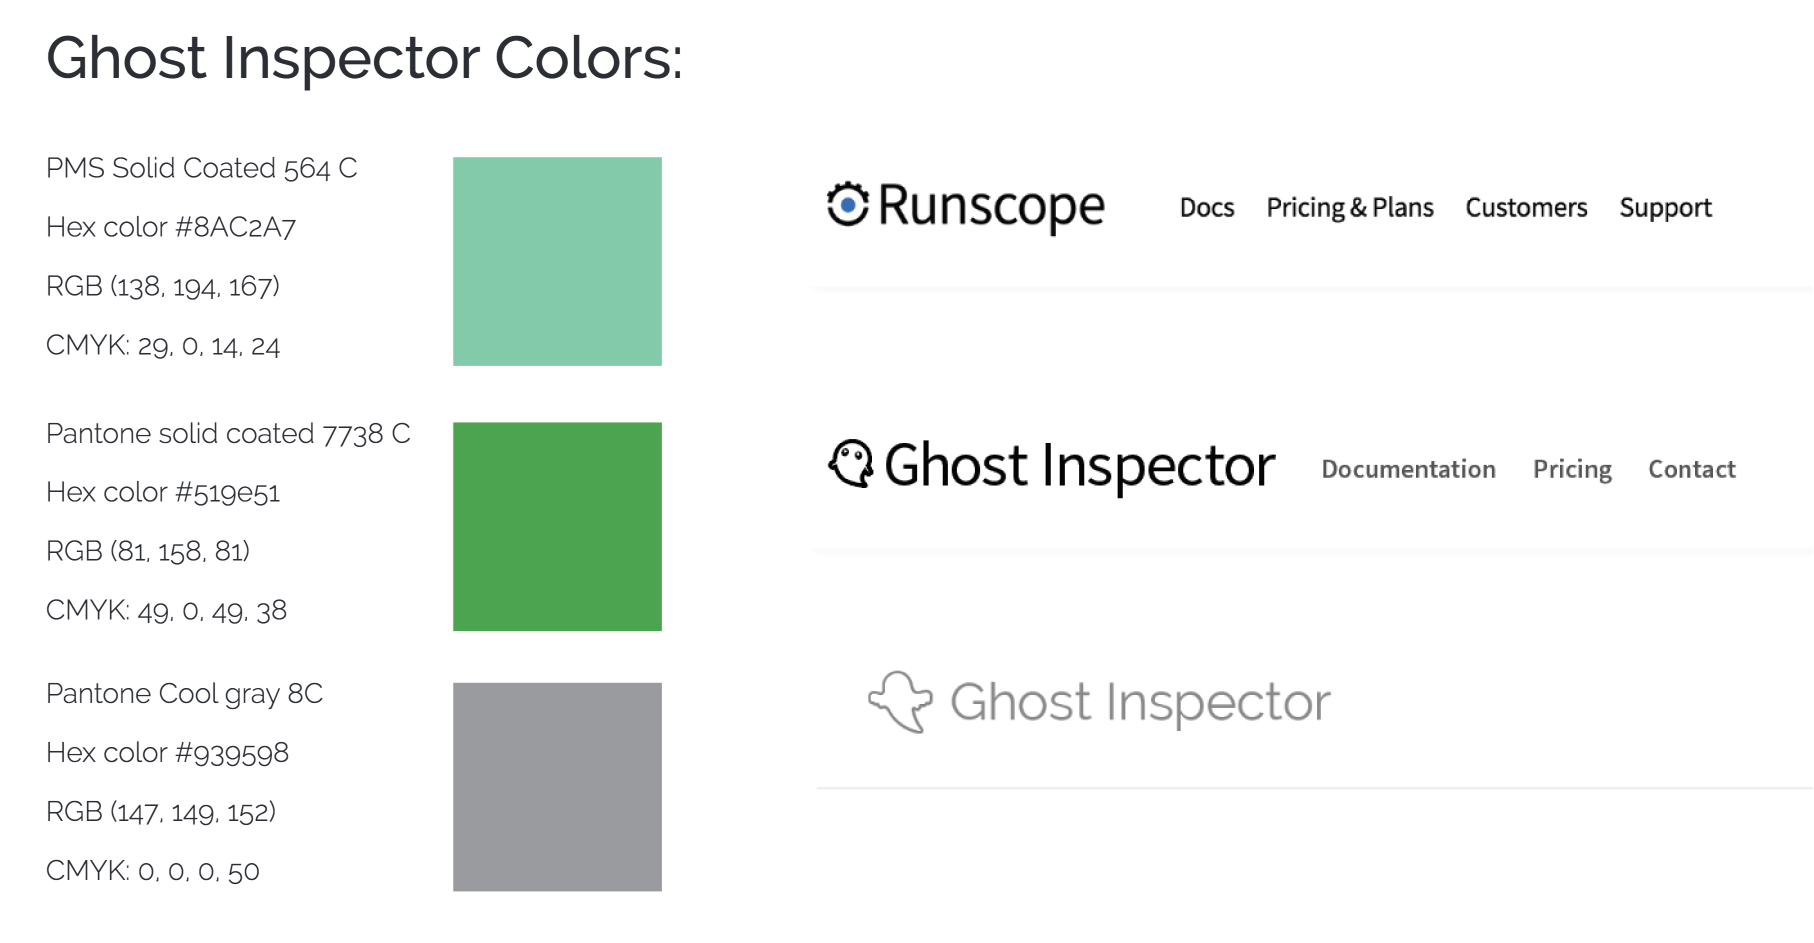 Ghost Inspector Colors:
PMS Solid Coated 564 C
Hex color #8AC2A7
RGB (138, 194, 167)
CMYK: 29, 0, 14, 24
Pantone solid coated 7738 C
Hex color #519e51
RGB (81, 158, 81)
CMYK: 49, 0, 49, 38
Pantone Cool gray 8C
Hex color #939598
RGB (147, 149, 152)
CMYK: 0, 0, 0, 50
Runscope Docs Pricing & Plans Customers Support
Ghost Inspector Documentation Pricing Contact
Ghost Inspector